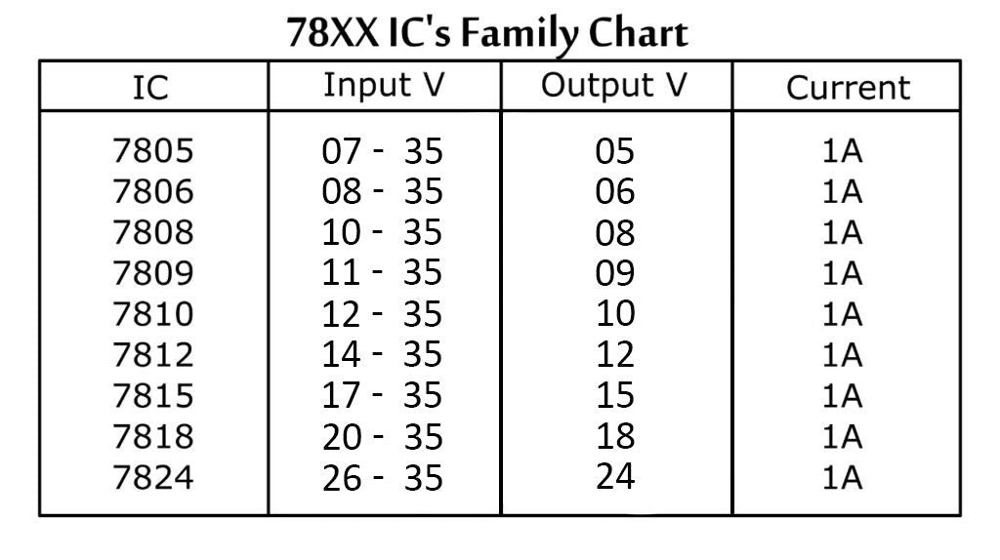 78XX IC's Family Chart
IC Input V Output V Current
7805 07 - 35 05 1A
7806 08 - 35 06 1A
7808 10 - 35 08 1A
7809 11 - 35 09 1A
7810 12 - 35 10 1A
7812 14 - 35 12 1A
7815 17 - 35 15 1A
7818 20 - 35 18 1A
7824 26 - 35 24 1A